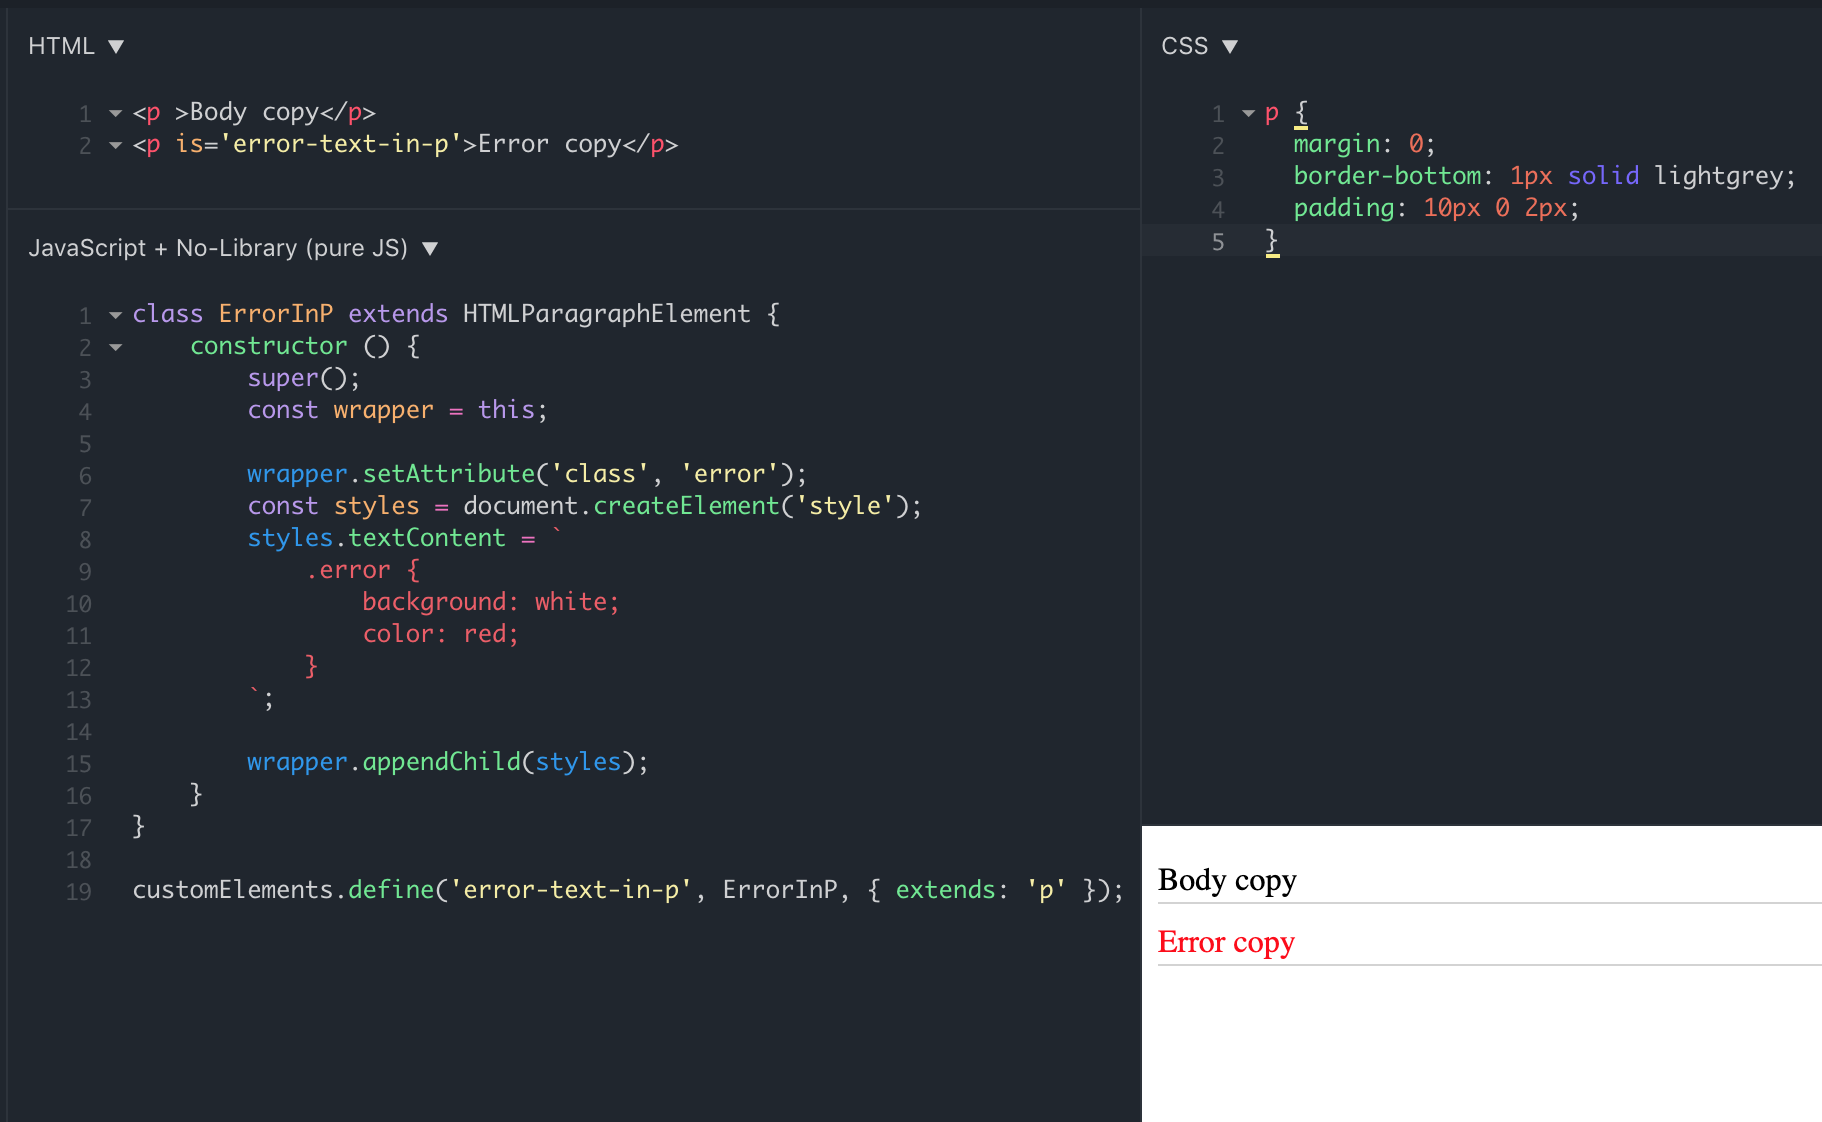 HTML ▼
1 <p >Body copy</p>
2 <p is='error-text-in-p'>Error copy</p>
JavaScript + No-Library (pure JS) ▼
1 class ErrorInP extends HTMLParagraphElement {
2     constructor () {
3         super();
4         const wrapper = this;
5
6         wrapper.setAttribute('class', 'error');
7         const styles = document.createElement('style');
8         styles.textContent = `
9             .error {
10                 background: white;
11                 color: red;
12             }
13         `;
14
15         wrapper.appendChild(styles);
16     }
17 }
18
19 customElements.define('error-text-in-p', ErrorInP, { extends: 'p' });
CSS ▼
1 p {
2   margin: 0;
3   border-bottom: 1px solid lightgrey;
4   padding: 10px 0 2px;
5 }
Body copy
Error copy